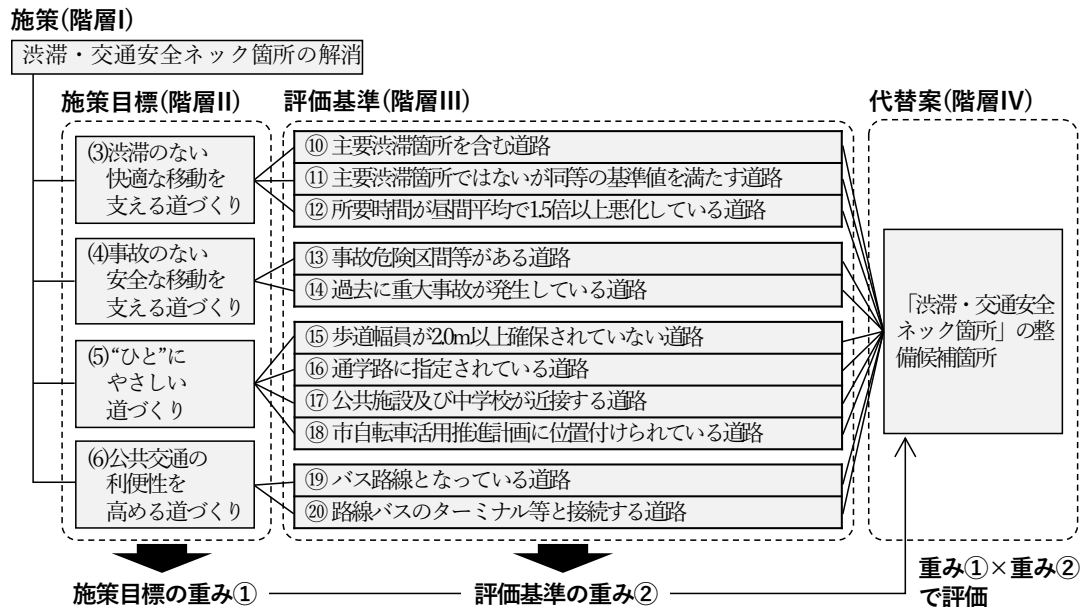 施策(階層I)
渋滞・交通安全ネック箇所の解消
施策目標(階層II)
評価基準(階層III)
代替案(階層IV)
(3)渋滞のない
快適な移動を
支える道づくり
⑩ 主要渋滞箇所を含む道路
⑪ 主要渋滞箇所ではないが同等の基準値を満たす道路
⑫ 所要時間が昼間平均で1.5倍以上悪化している道路
(4)事故のない
安全な移動を
支える道づくり
⑬ 事故危険区間等がある道路
⑭ 過去に重大事故が発生している道路
(5)“ひと”に
やさしい
道づくり
⑮ 歩道幅員が2.0m以上確保されていない道路
⑯ 通学路に指定されている道路
⑰ 公共施設及び中学校が近接する道路
⑱ 市自転車活用推進計画に位置付けられている道路
(6)公共交通の
利便性を
高める道づくり
⑲ バス路線となっている道路
⑳ 路線バスのターミナル等と接続する道路
「渋滞・交通安全
ネック箇所」の整
備候補箇所
施策目標の重み①
評価基準の重み②
重み①×重み②
で評価